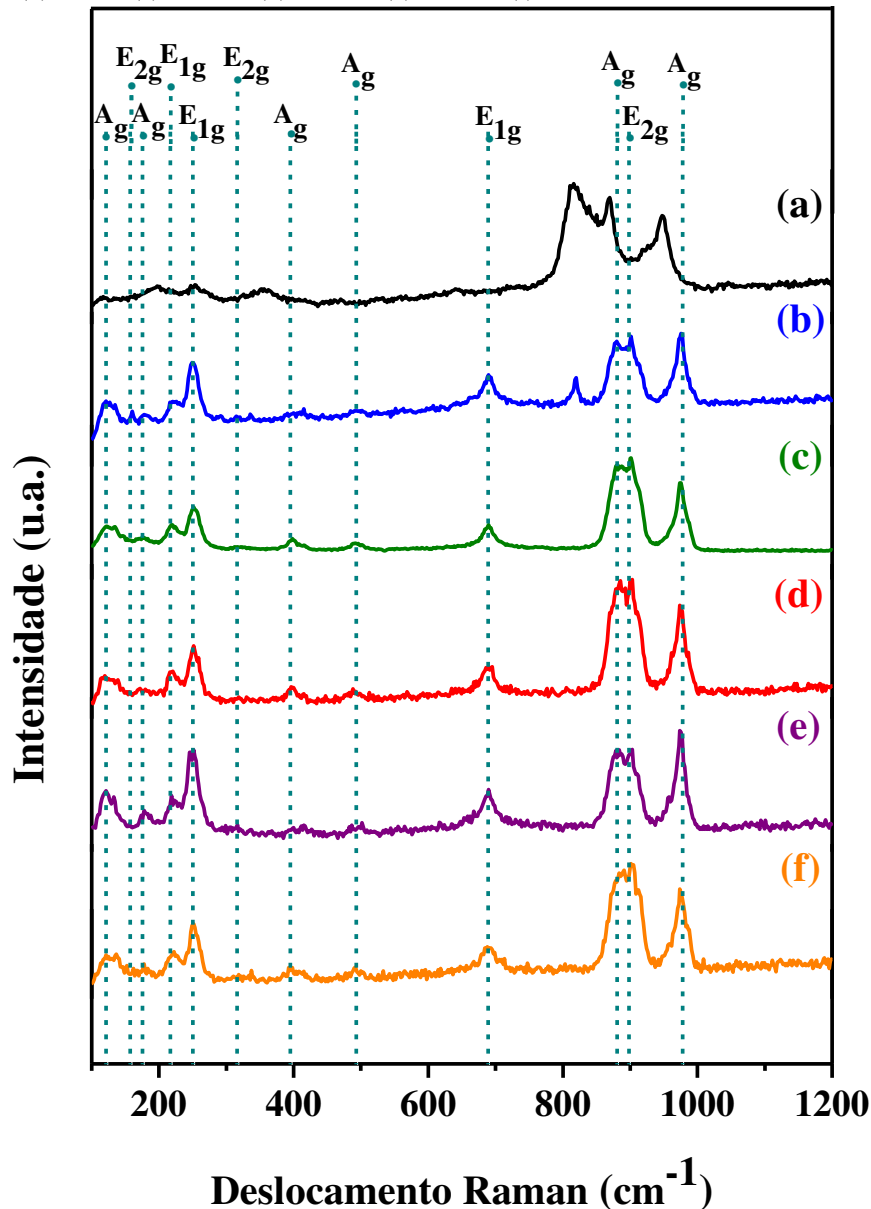 E2g E1g E2g Ag Ag Ag
Ag Ag E1g Ag E1g E2g
(a)
(b)
(c)
(d)
(e)
(f)
Intensidade (u.a.)
200 400 600 800 1000 1200
Deslocamento Raman (cm-1)